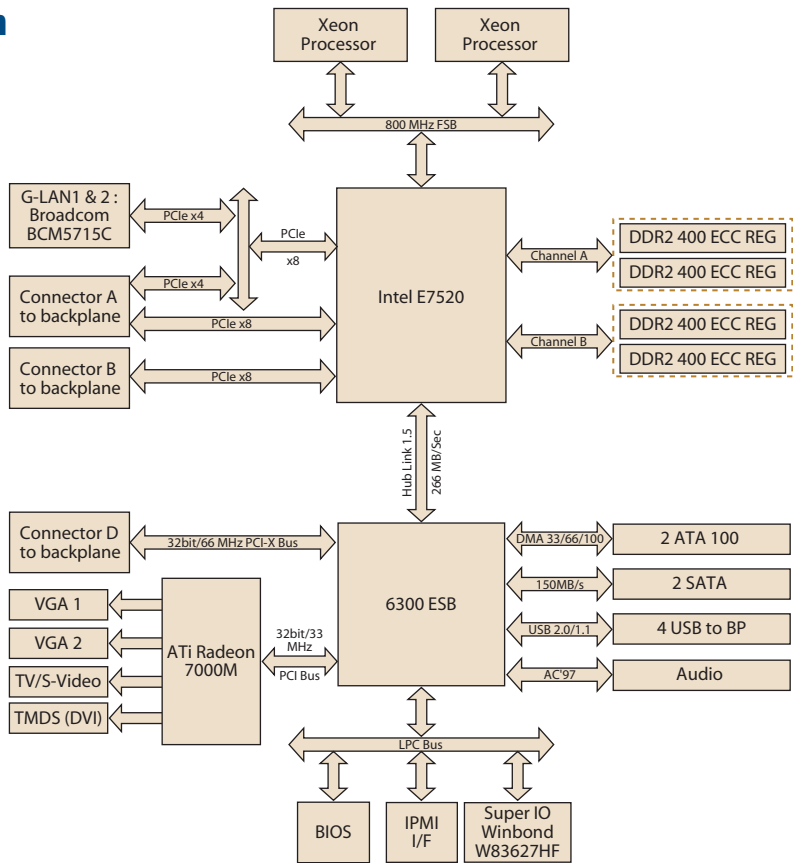 Xeon
Processor
Xeon
Processor
800 MHz FSB
G-LAN1 & 2 :
Broadcom
BCM5715C
PCIe x4
PCIe
x8
Connector A
to backplane
PCIe x4
PCIe x8
Connector B
to backplane
PCIe x8
Intel E7520
Channel A
DDR2 400 ECC REG
DDR2 400 ECC REG
Channel B
DDR2 400 ECC REG
DDR2 400 ECC REG
Hub Link 1.5
266 MB/Sec
Connector D
to backplane
32bit/66 MHz PCI-X Bus
6300 ESB
DMA 33/66/100
2 ATA 100
150MB/s
2 SATA
USB 2.0/1.1
4 USB to BP
AC'97
Audio
VGA 1
VGA 2
TV/S-Video
TMDS (DVI)
ATi Radeon
7000M
32bit/33
MHz
PCI Bus
LPC Bus
BIOS
IPMI
I/F
Super IO
Winbond
W83627HF